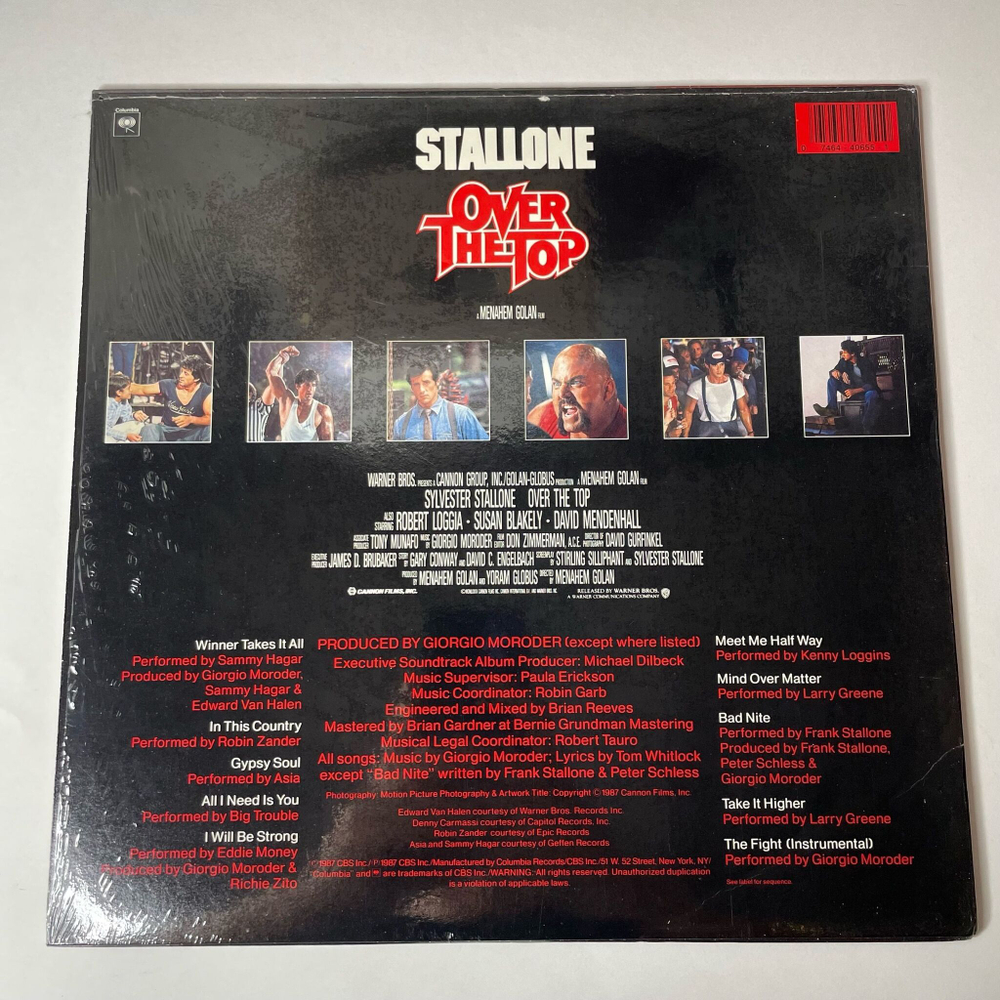 Columbia
0 7464 40655 1
STALLONE
OVER
THE TOP
A MENAHEM GOLAN FILM
WARNER BROS. PRESENTS A CANNON GROUP, INC./GOLAN-GLOBUS PRODUCTION A MENAHEM GOLAN FILM
SYLVESTER STALLONE OVER THE TOP
ALSO STARRING ROBERT LOGGIA · SUSAN BLAKELY · DAVID MENDENHALL
ASSOCIATE PRODUCER TONY MUNAFO MUSIC BY GIORGIO MORODER FILM EDITOR DON ZIMMERMAN, A.C.E. DIRECTOR OF PHOTOGRAPHY DAVID GURFINKEL
EXECUTIVE PRODUCER JAMES D. BRUBAKER STORY BY GARY CONWAY AND DAVID C. ENGELBACH SCREENPLAY BY STIRLING SILLIPHANT AND SYLVESTER STALLONE
PRODUCED BY MENAHEM GOLAN AND YORAM GLOBUS DIRECTED BY MENAHEM GOLAN
CANNON FILMS, INC.
RELEASED BY WARNER BROS.
A WARNER COMMUNICATIONS COMPANY
Winner Takes It All
Performed by Sammy Hagar
Produced by Giorgio Moroder,
Sammy Hagar &
Edward Van Halen
In This Country
Performed by Robin Zander
Gypsy Soul
Performed by Asia
All I Need Is You
Performed by Big Trouble
I Will Be Strong
Performed by Eddie Money
Produced by Giorgio Moroder &
Richie Zito
PRODUCED BY GIORGIO MORODER (except where listed)
Executive Soundtrack Album Producer: Michael Dilbeck
Music Supervisor: Paula Erickson
Music Coordinator: Robin Garb
Engineered and Mixed by Brian Reeves
Mastered by Brian Gardner at Bernie Grundman Mastering
Musical Legal Coordinator: Robert Tauro
All songs: Music by Giorgio Moroder; Lyrics by Tom Whitlock
except "Bad Nite" written by Frank Stallone & Peter Schless
Photography: Motion Picture Photography & Artwork Title: Copyright © 1987 Cannon Films, Inc.
Edward Van Halen courtesy of Warner Bros. Records Inc.
Denny Carmassi courtesy of Capitol Records, Inc.
Robin Zander courtesy of Epic Records
Asia and Sammy Hagar courtesy of Geffen Records
© 1987 CBS Inc./℗ 1987 CBS Inc./Manufactured by Columbia Records/CBS Inc./51 W. 52 Street, New York, NY/
"Columbia" and are trademarks of CBS Inc./WARNING: All rights reserved. Unauthorized duplication
is a violation of applicable laws.
Meet Me Half Way
Performed by Kenny Loggins
Mind Over Matter
Performed by Larry Greene
Bad Nite
Performed by Frank Stallone
Produced by Frank Stallone,
Peter Schless &
Giorgio Moroder
Take It Higher
Performed by Larry Greene
The Fight (Instrumental)
Performed by Giorgio Moroder
See label for sequence.